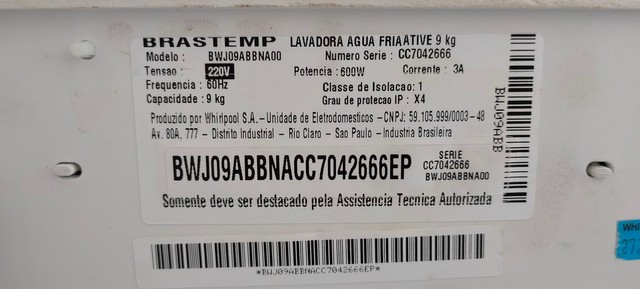 BRASTEMP LAVADORA AGUA FRIA ATIVE 9 kg
Modelo : BWJ09ABBNA00 Numero Serie : CC7042666
Tensao : 220V Potencia : 600W Corrente : 3A
Frequencia : 60Hz Classe de Isolacao: 1
Capacidade : 9 kg Grau de protecao IP : X4
Produzido por Whirlpool S.A. - Unidade de Eletrodomesticos - CNPJ: 59.105.999/0003-48
Av. 80A, 777 - Distrito Industrial - Rio Claro - Sao Paulo - Industria Brasileira
BWJ09ABB
BWJ09ABBNACC7042666EP
SERIE
CC7042666
BWJ09ABBNA00
Somente deve ser destacado pela Assistencia Tecnica Autorizada
*BWJ09ABBNACC7042666EP*